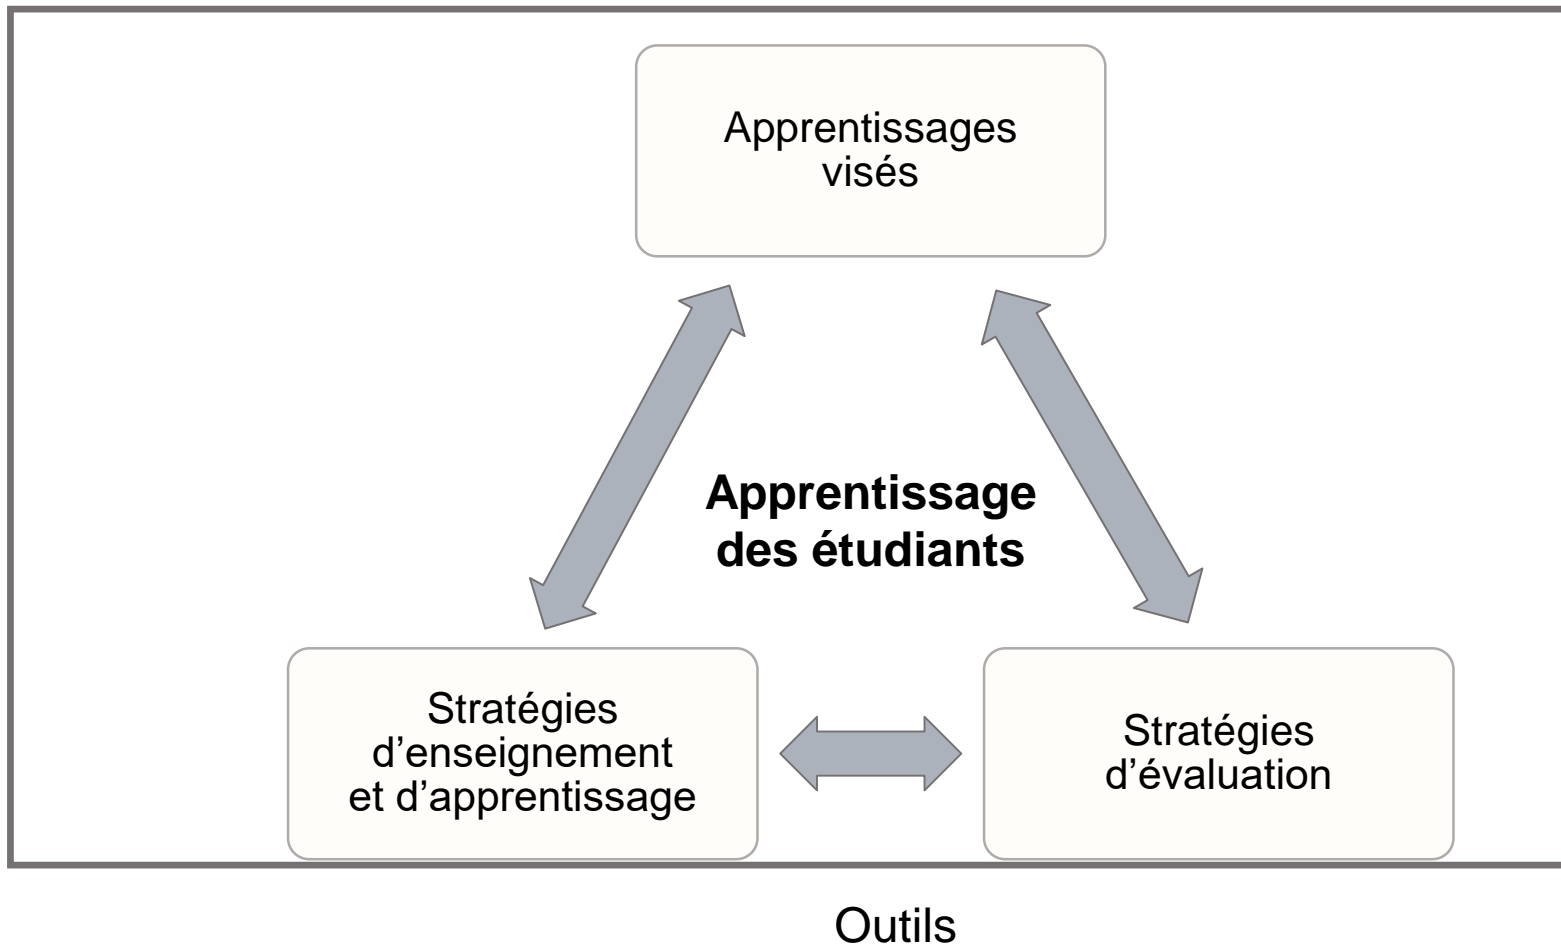 Apprentissages
visés
Apprentissage
des étudiants
Stratégies
d’enseignement
et d’apprentissage
Stratégies
d’évaluation
Outils